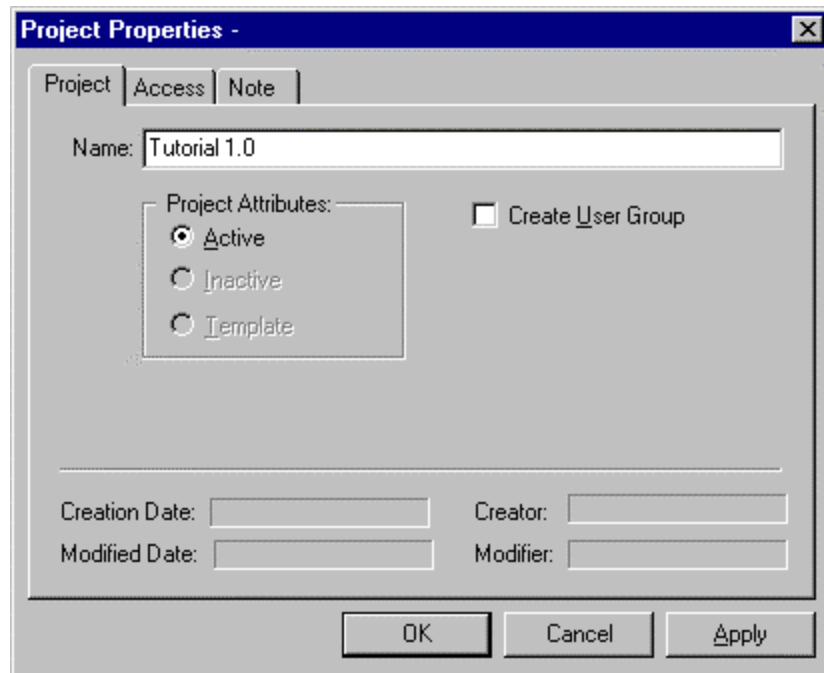 Project Properties -
Project Access Note
Name: Tutorial 1.0
Project Attributes:
Active
Create User Group
Inactive
Template
Creation Date: Creator:
Modified Date: Modifier:
OK Cancel Apply